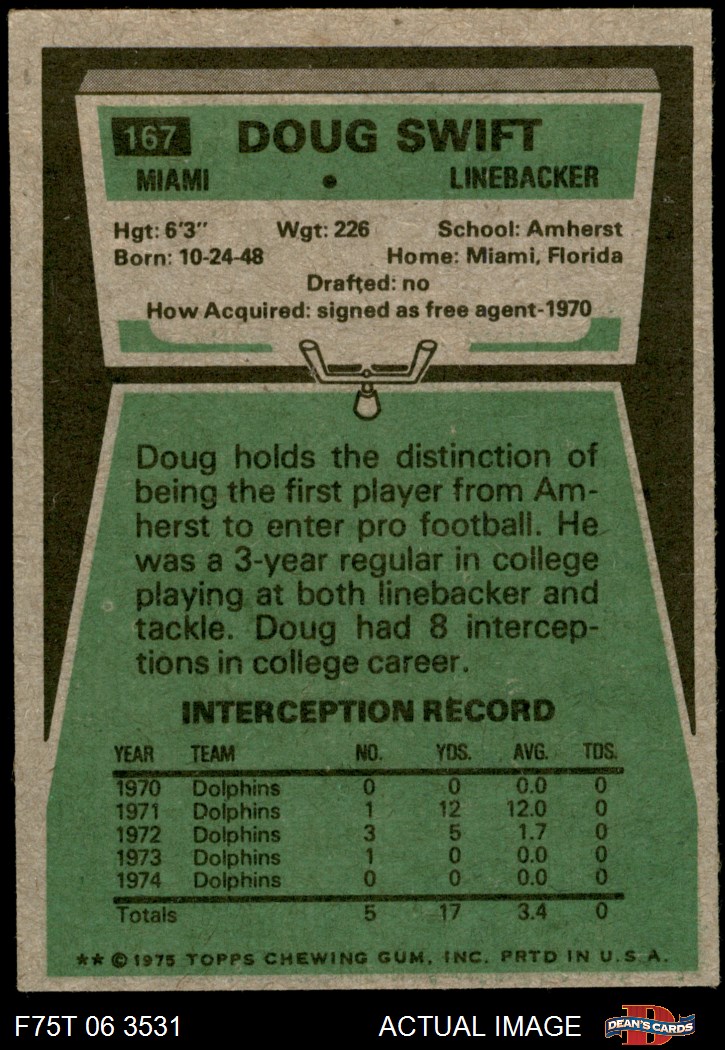 167 DOUG SWIFT
MIAMI • LINEBACKER
Hgt: 6'3" Wgt: 226 School: Amherst
Born: 10-24-48 Home: Miami, Florida
Drafted: no
How Acquired: signed as free agent-1970
Doug holds the distinction of
being the first player from Am-
herst to enter pro football. He
was a 3-year regular in college
playing at both linebacker and
tackle. Doug had 8 intercep-
tions in college career.
INTERCEPTION RECORD
YEAR TEAM NO. YDS. AVG. TDS.
1970 Dolphins 0 0 0.0 0
1971 Dolphins 1 12 12.0 0
1972 Dolphins 3 5 1.7 0
1973 Dolphins 1 0 0.0 0
1974 Dolphins 0 0 0.0 0
Totals 5 17 3.4 0
** © 1975 TOPPS CHEWING GUM, INC. PRTD IN U.S.A.
F75T 06 3531 ACTUAL IMAGE D DEAN'S CARDS